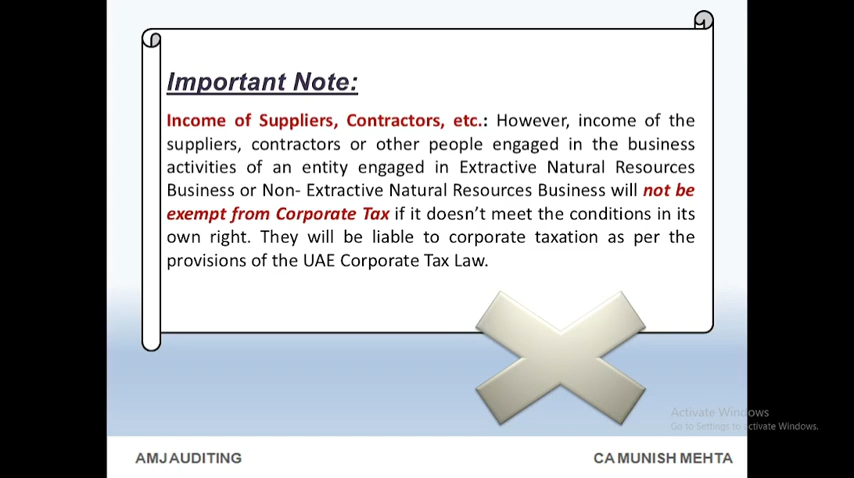 Important Note:
Income of Suppliers, Contractors, etc.: However, income of the
suppliers, contractors or other people engaged in the business
activities of an entity engaged in Extractive Natural Resources
Business or Non- Extractive Natural Resources Business will not be
exempt from Corporate Tax if it doesn’t meet the conditions in its
own right. They will be liable to corporate taxation as per the
provisions of the UAE Corporate Tax Law.
Activate Windows
Go to Settings to activate Windows.
AMJ AUDITING
CA MUNISH MEHTA